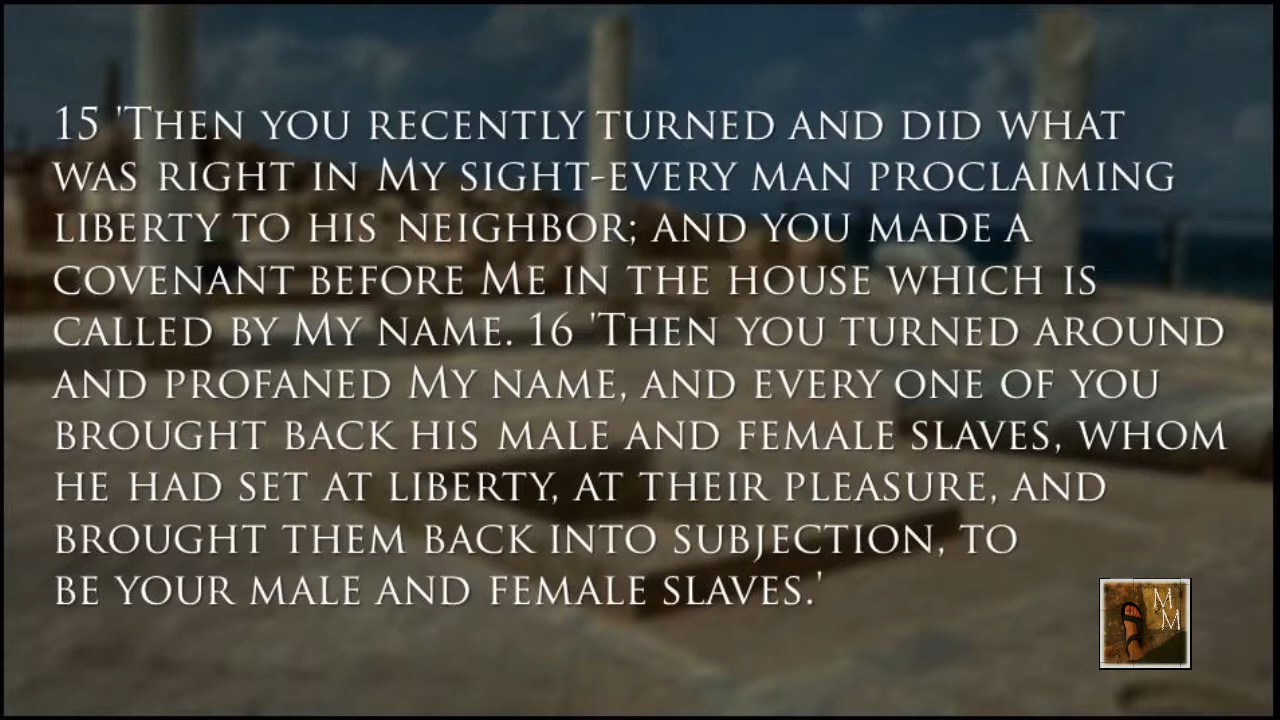 15 'Then you recently turned and did what
was right in My sight-every man proclaiming
liberty to his neighbor; and you made a
covenant before Me in the house which is
called by My name. 16 'Then you turned around
and profaned My name, and every one of you
brought back his male and female slaves, whom
he had set at liberty, at their pleasure, and
brought them back into subjection, to
be your male and female slaves.'
M
M